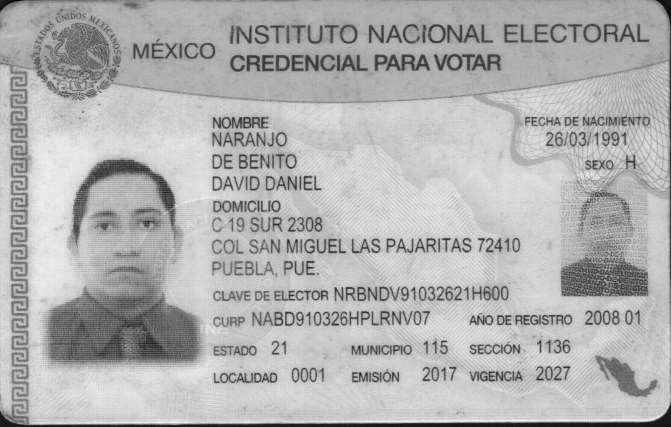 ESTADOS UNIDOS MEXICANOS
MÉXICO INSTITUTO NACIONAL ELECTORAL
CREDENCIAL PARA VOTAR
NOMBRE
NARANJO
DE BENITO
DAVID DANIEL
FECHA DE NACIMIENTO
26/03/1991
SEXO H
DOMICILIO
C 19 SUR 2308
COL SAN MIGUEL LAS PAJARITAS 72410
PUEBLA, PUE.
CLAVE DE ELECTOR NRBNDV91032621H600
CURP NABD910326HPLRNV07 AÑO DE REGISTRO 2008 01
ESTADO 21 MUNICIPIO 115 SECCIÓN 1136
LOCALIDAD 0001 EMISIÓN 2017 VIGENCIA 2027